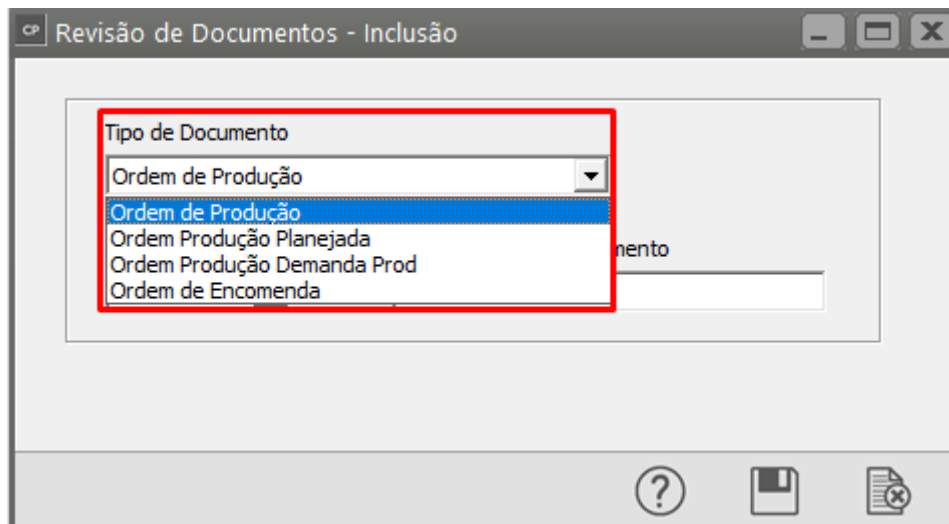 CP Revisão de Documentos - Inclusão
Tipo de Documento
Ordem de Produção
Ordem de Produção
Ordem Produção Planejada
Ordem Produção Demanda Prod
mento
Ordem de Encomenda
?